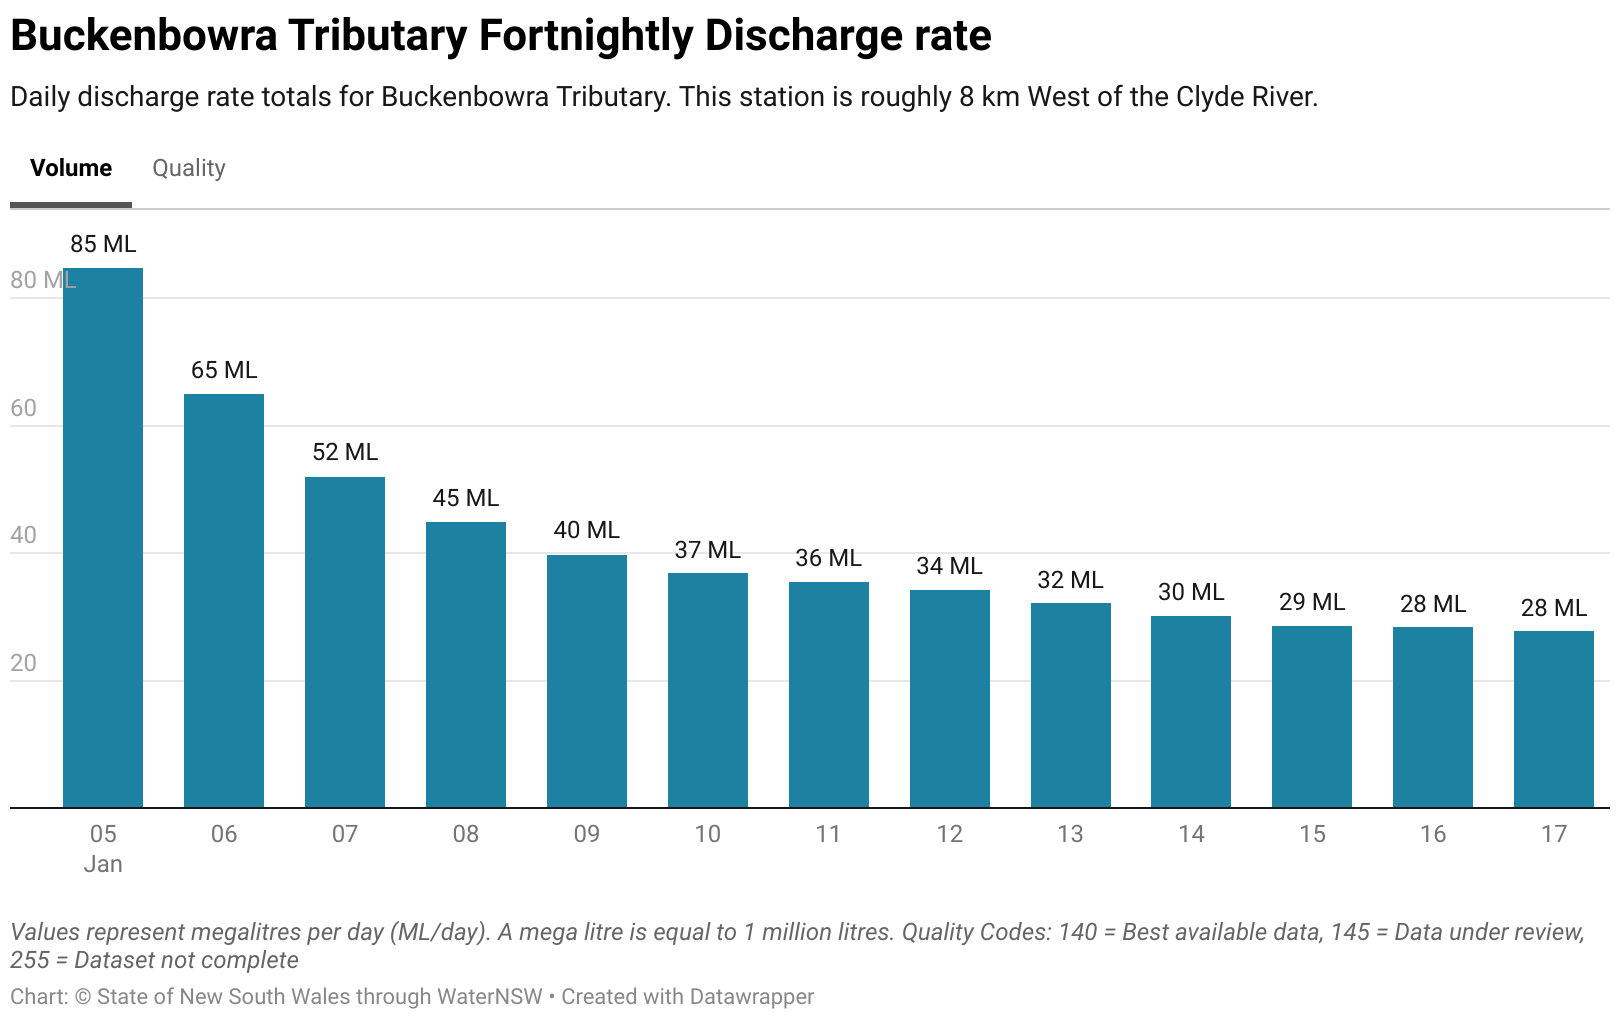 Buckenbowra Tributary Fortnightly Discharge rate
Daily discharge rate totals for Buckenbowra Tributary. This station is roughly 8 km West of the Clyde River.
Volume Quality
85 ML
80 ML
65 ML
60
52 ML
45 ML
40 ML
40
37 ML
36 ML
34 ML
32 ML
30 ML
29 ML
28 ML
28 ML
20
05 06 07 08 09 10 11 12 13 14 15 16 17
Jan
Values represent megalitres per day (ML/day). A mega litre is equal to 1 million litres. Quality Codes: 140 = Best available data, 145 = Data under review,
255 = Dataset not complete
Chart: © State of New South Wales through WaterNSW • Created with Datawrapper